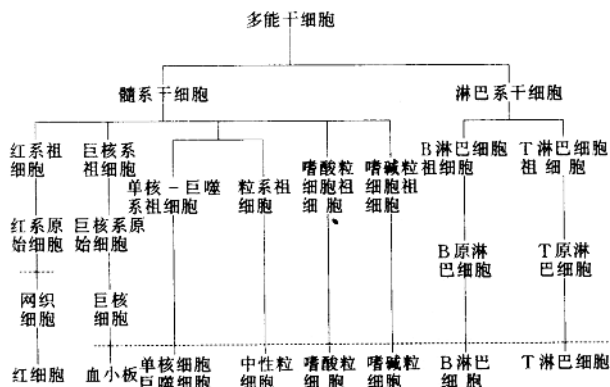 多能干细胞
髓系干细胞
淋巴系干细胞
红系祖
细胞
巨核系
祖细胞
单核-巨噬
系祖细胞
粒系祖
细胞
嗜酸粒
细胞祖
细 胞
嗜碱粒
细胞祖
细胞
B淋巴细胞
祖细胞
T淋巴细胞
祖 细 胞
红系原
始细胞
巨核系原
始细胞
B原淋
巴细胞
T原淋
巴细胞
网织
细胞
巨核
细胞
红细胞
血小板
单核细胞
巨噬细胞
中性粒
细胞
嗜酸粒
细 胞
嗜碱粒
细胞
B淋巴
细 胞
T淋巴细胞